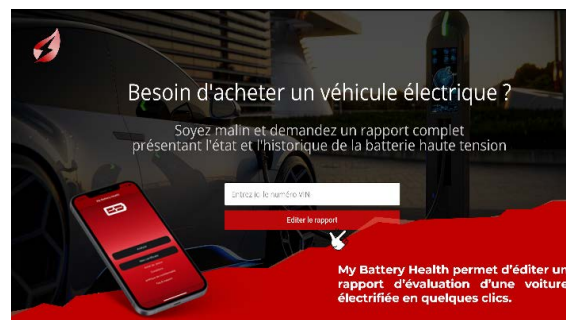 Besoin d'acheter un véhicule électrique ?
Soyez malin et demandez un rapport complet
présentant l'état et l'historique de la batterie haute tension
Entrez ici le numéro VIN
Editer le rapport
My Battery Health permet d'éditer un
rapport d'évaluation d'une voiture
électrifiée en quelques clics.